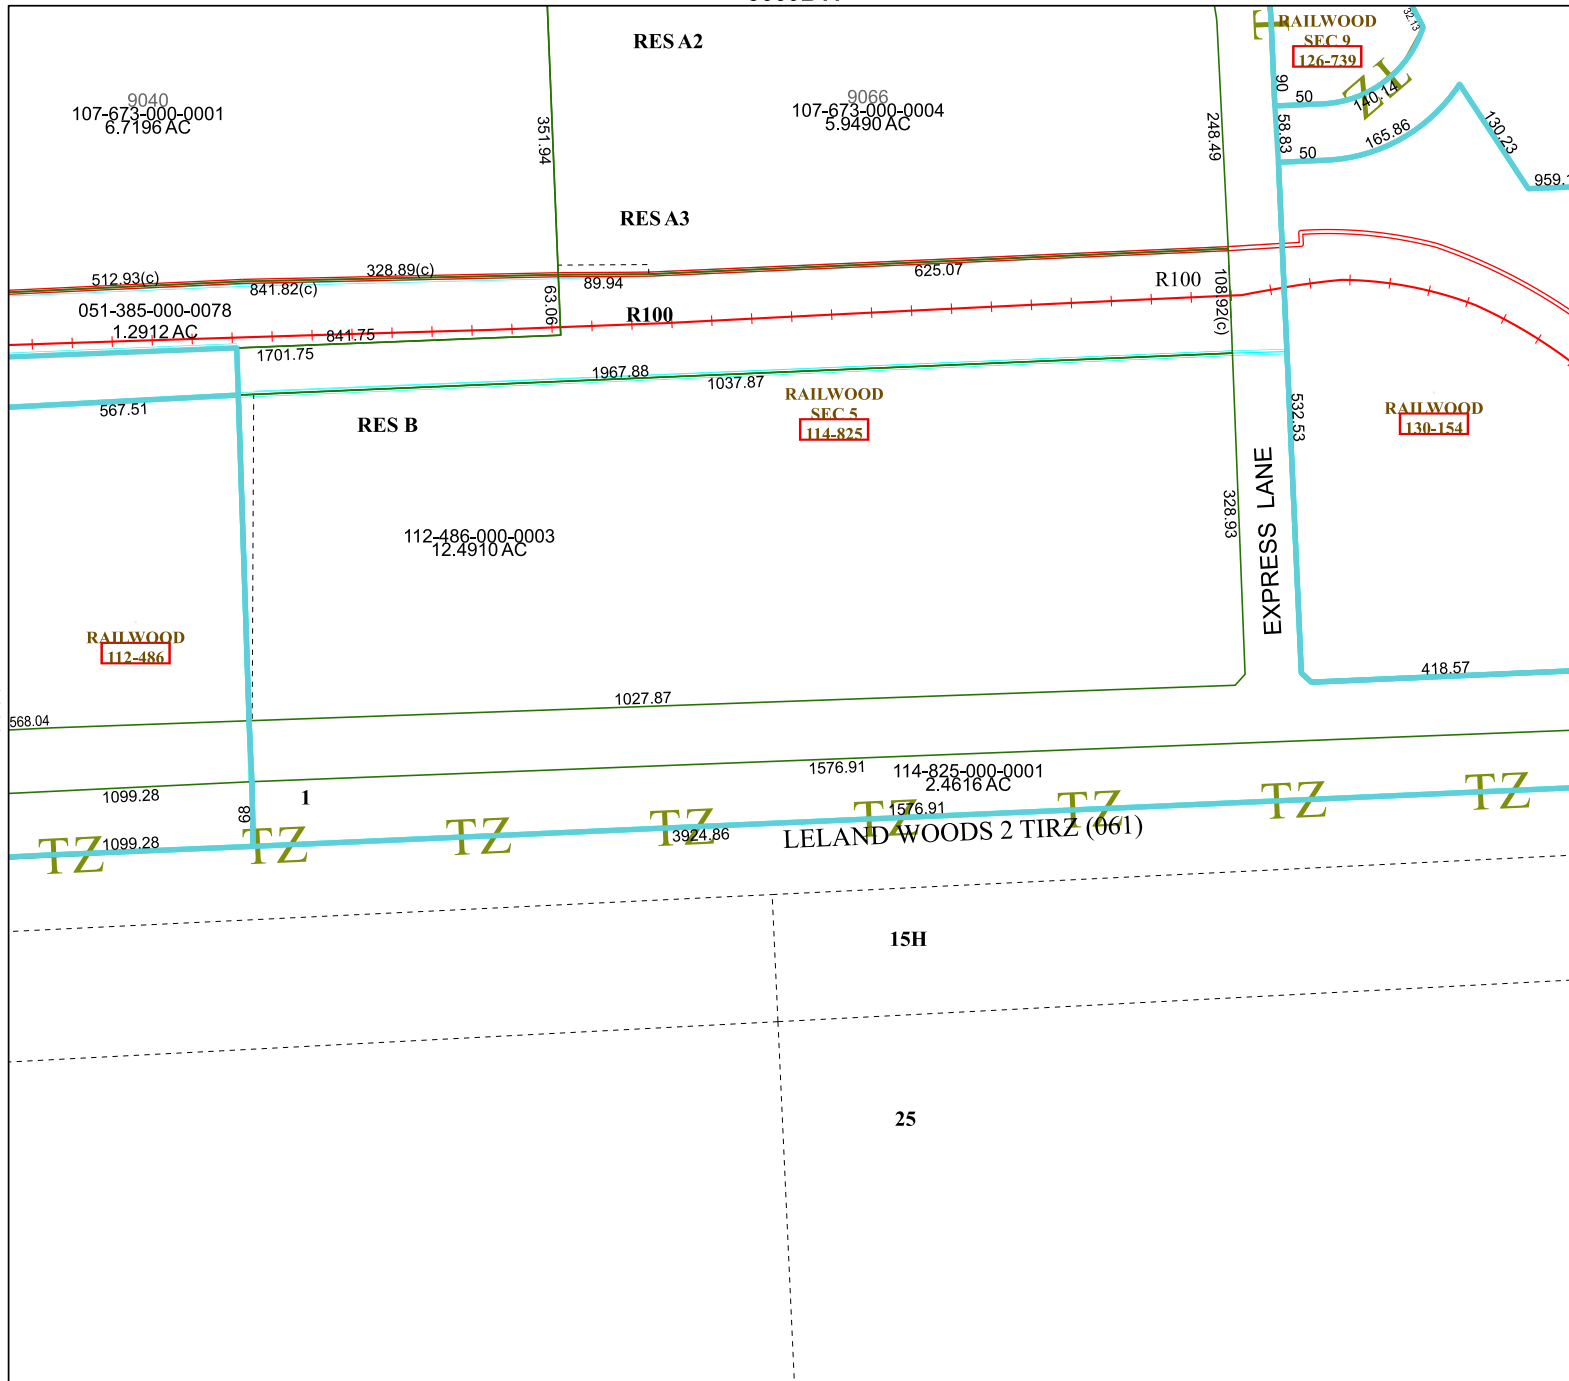 RES A2
RAILWOOD
SEC 9
126-739
32.13
TZ
90
50
140.14
9040
107-673-000-0001
6.7196 AC
9066
107-673-000-0004
5.9490 AC
351.94
248.49
58.83
50
165.86
130.23
959.1
RES A3
512.93(c)
328.89(c)
841.82(c)
89.94
625.07
R100
108.92(c)
051-385-000-0078
1.2912 AC
63.06
R100
841.75
1701.75
1967.88
1037.87
567.51
RES B
RAILWOOD
SEC 5
114-825
532.53
RAILWOOD
130-154
112-486-000-0003
12.4910 AC
328.93
EXPRESS LANE
RAILWOOD
112-486
418.57
1027.87
568.04
1576.91
114-825-000-0001
2.4616 AC
1099.28
1
69
TZ
1099.28
TZ
TZ
TZ
3924.86
TZ
1576.91
TZ
TZ
TZ
LELAND WOODS 2 TIRZ (061)
15H
25